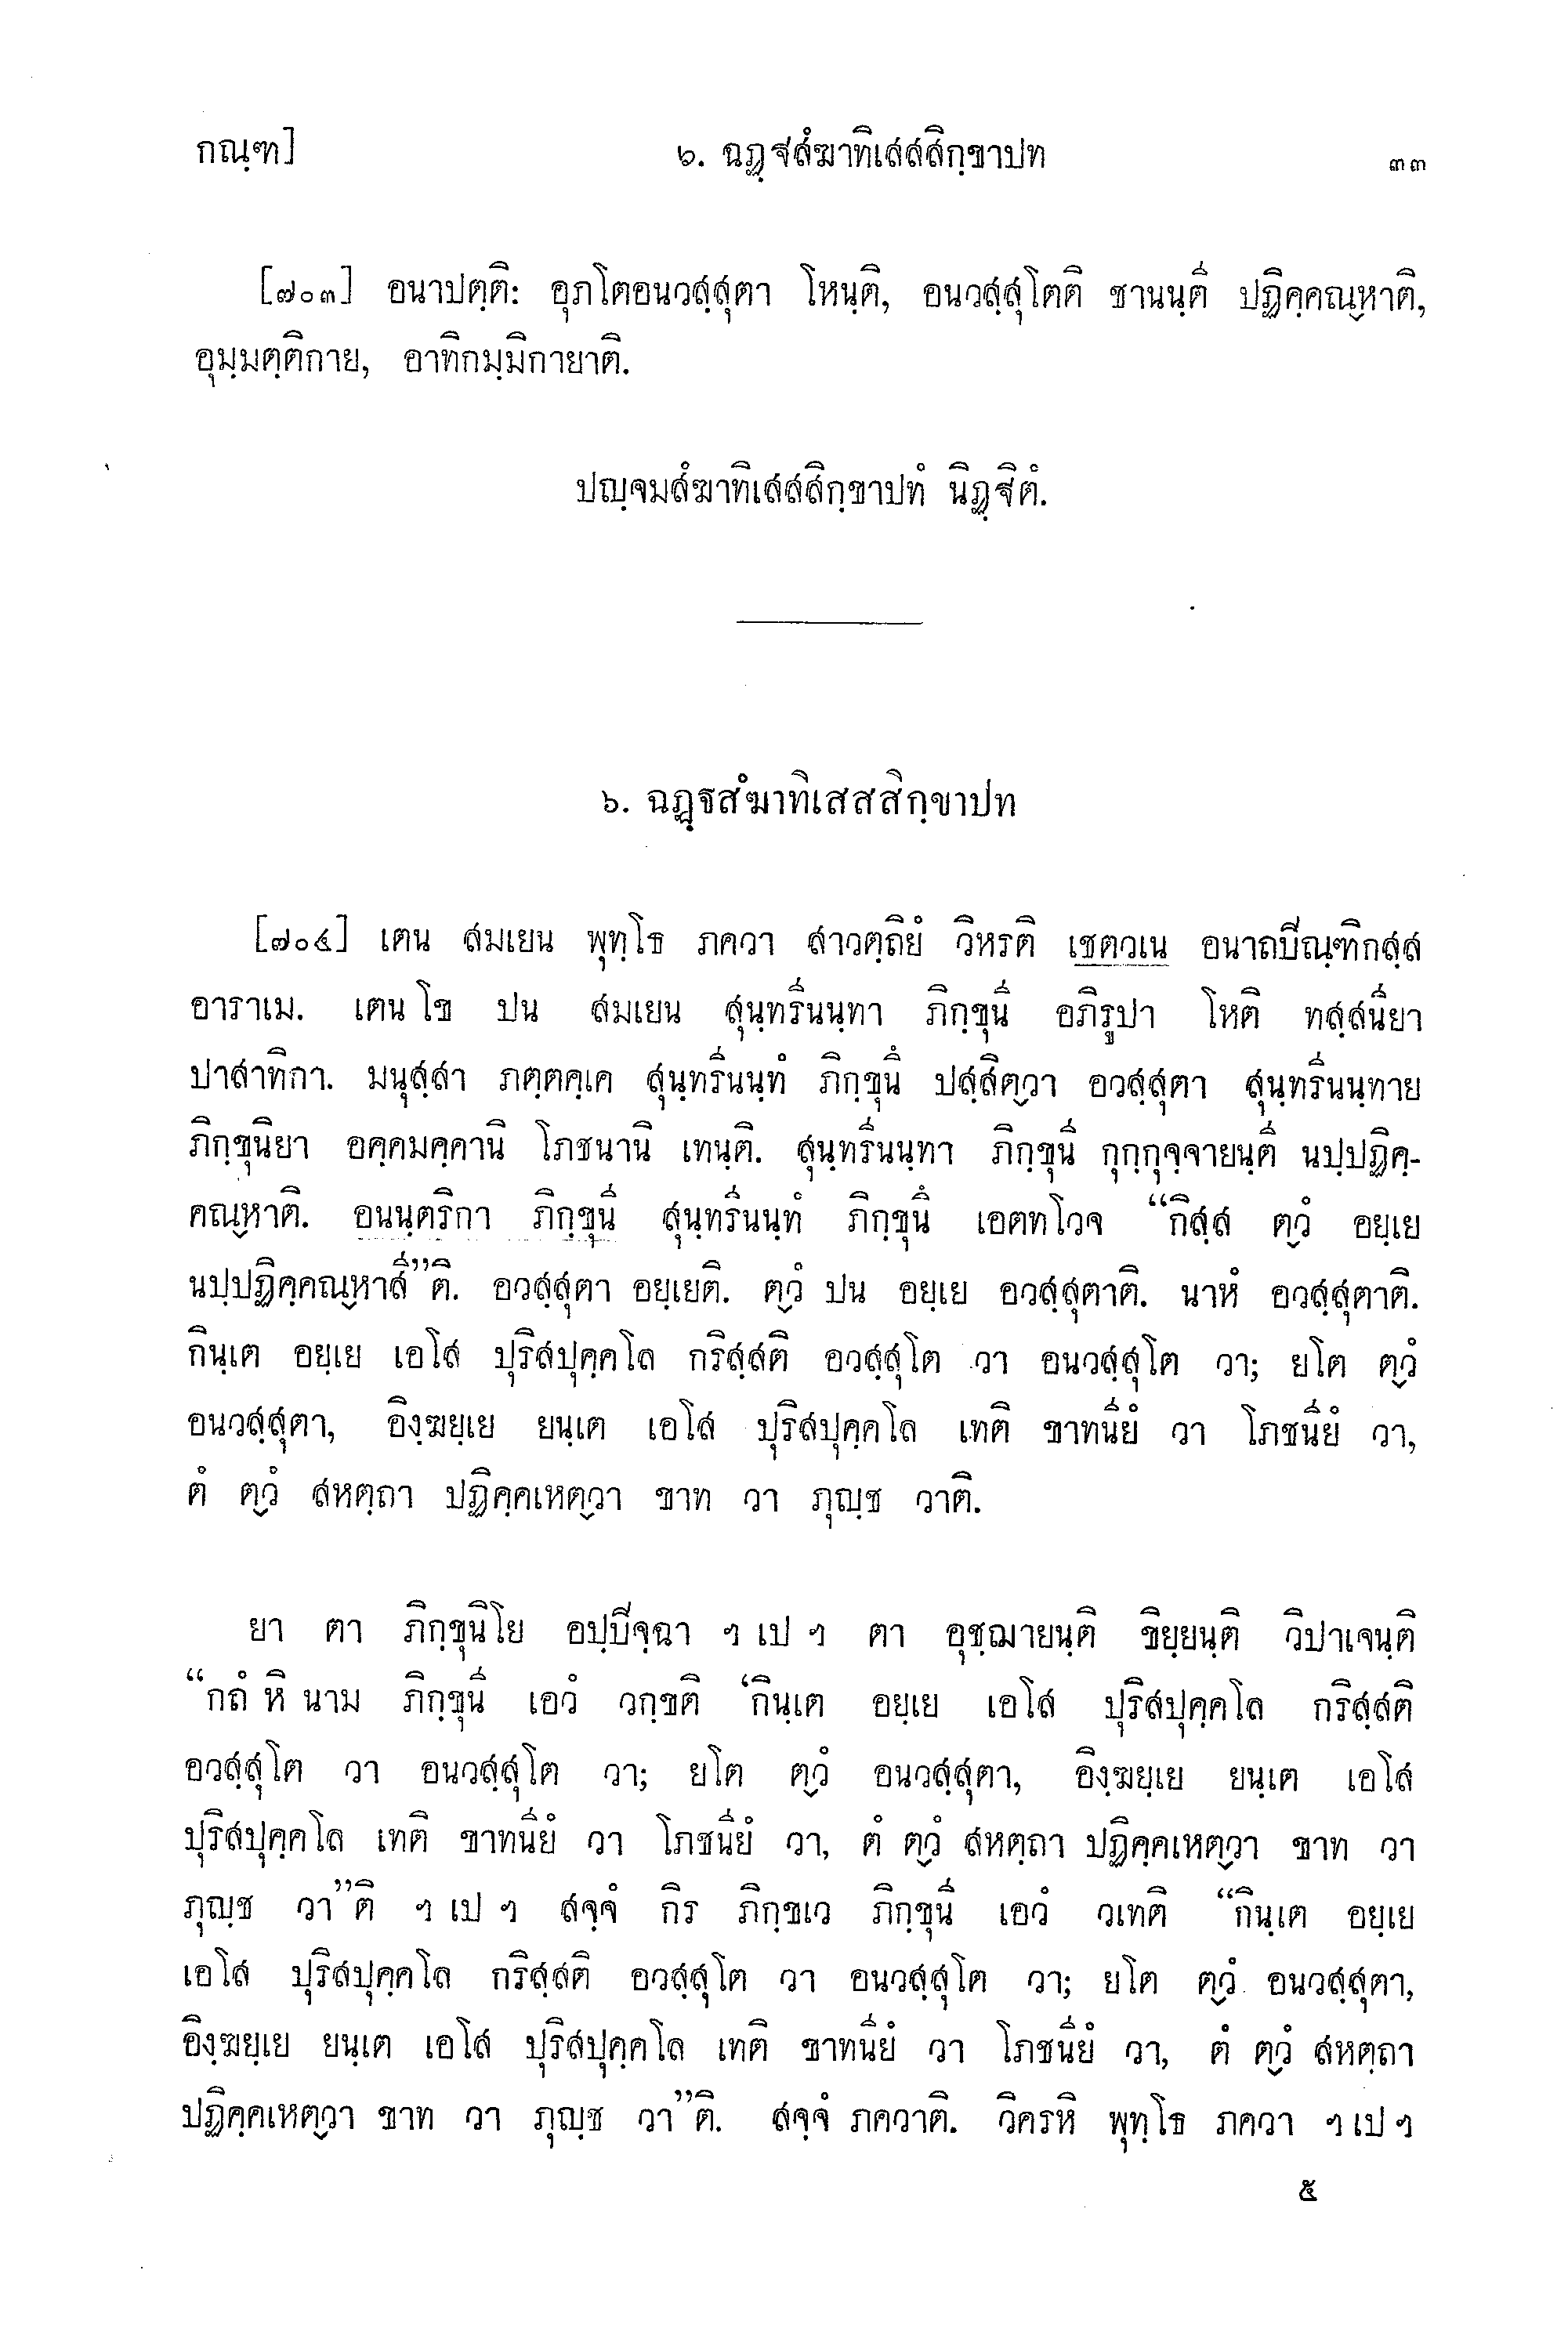 กณฺฑ]
๖. ฉฏฺฐสํฆาทิเสสสิกฺขาปท
๓๓
[๗๐๓] อนาปตฺติ: อุภโตอนวสฺสุตา โหนฺติ, อนวสฺสุโตติ ชานนฺตี ปฏิคฺคณฺหาติ,
อุมฺมตฺติกาย, อาทิกมฺมิกายาติ.
ปญฺจมสํฆาทิเสสสิกฺขาปทํ นิฏฺฐิตํ.
๖. ฉฏฺฐสํฆาทิเสสสิกฺขาปท
[๗๐๔] เตน สมเยน พุทฺโธ ภควา สาวตฺถิยํ วิหรติ เชตวเน อนาถปิณฺฑิกสฺส
อาราเม. เตน โข ปน สมเยน สุนฺทรีนนฺทา ภิกฺขุนี อภิรูปา โหติ ทสฺสนียา
ปาสาทิกา. มนุสฺสา ภตฺตคฺเค สุนฺทรีนนฺทํ ภิกฺขุนึ ปสฺสิตฺวา อวสฺสุตา สุนฺทรีนนฺทาย
ภิกฺขุนิยา อคฺคมคฺคานิ โภชนานิ เทนฺติ. สุนฺทรีนนฺทา ภิกฺขุนี กุกฺกุจฺจายนฺตี นปฺปฏิคฺ-
คณฺหาติ. อนนฺตริกา ภิกฺขุนี สุนฺทรีนนฺทํ ภิกฺขุนึ เอตทโวจ “กิสฺส ตฺวํ อยฺเย
นปฺปฏิคฺคณฺหาสี”ติ. อวสฺสุตา อยฺเยติ. ตฺวํ ปน อยฺเย อวสฺสุตาติ. นาหํ อวสฺสุตาติ.
กินฺเต อยฺเย เอโส ปุริสปุคฺคโล กริสฺสติ อวสฺสุโต วา อนวสฺสุโต วา; ยโต ตฺวํ
อนวสฺสุตา, อิงฺฆยฺเย ยนฺเต เอโส ปุริสปุคฺคโล เทติ ขาทนียํ วา โภชนียํ วา,
ตํ ตฺวํ สหตฺถา ปฏิคฺคเหตฺวา ขาท วา ภุญฺช วาติ.
ยา ตา ภิกฺขุนิโย อปฺปิจฺฉา ฯ เป ฯ ตา อุชฺฌายนฺติ ขิยฺยนฺติ วิปาเจนฺติ
“กถํ หิ นาม ภิกฺขุนี เอวํ วกฺขติ ‘กินฺเต อยฺเย เอโส ปุริสปุคฺคโล กริสฺสติ
อวสฺสุโต วา อนวสฺสุโต วา; ยโต ตฺวํ อนวสฺสุตา, อิงฺฆยฺเย ยนฺเต เอโส
ปุริสปุคฺคโล เทติ ขาทนียํ วา โภชนียํ วา, ตํ ตฺวํ สหตฺถา ปฏิคฺคเหตฺวา ขาท วา
ภุญฺช วา”ติ ฯ เป ฯ สจฺจํ กิร ภิกฺขเว ภิกฺขุนี เอวํ วเทติ “กินฺเต อยฺเย
เอโส ปุริสปุคฺคโล กริสฺสติ อวสฺสุโต วา อนวสฺสุโต วา; ยโต ตฺวํ อนวสฺสุตา,
อิงฺฆยฺเย ยนฺเต เอโส ปุริสปุคฺคโล เทติ ขาทนียํ วา โภชนียํ วา, ตํ ตฺวํ สหตฺถา
ปฏิคฺคเหตฺวา ขาท วา ภุญฺช วา”ติ. สจฺจํ ภควาติ. วิครหิ พุทฺโธ ภควา ฯ เป ฯ
๕